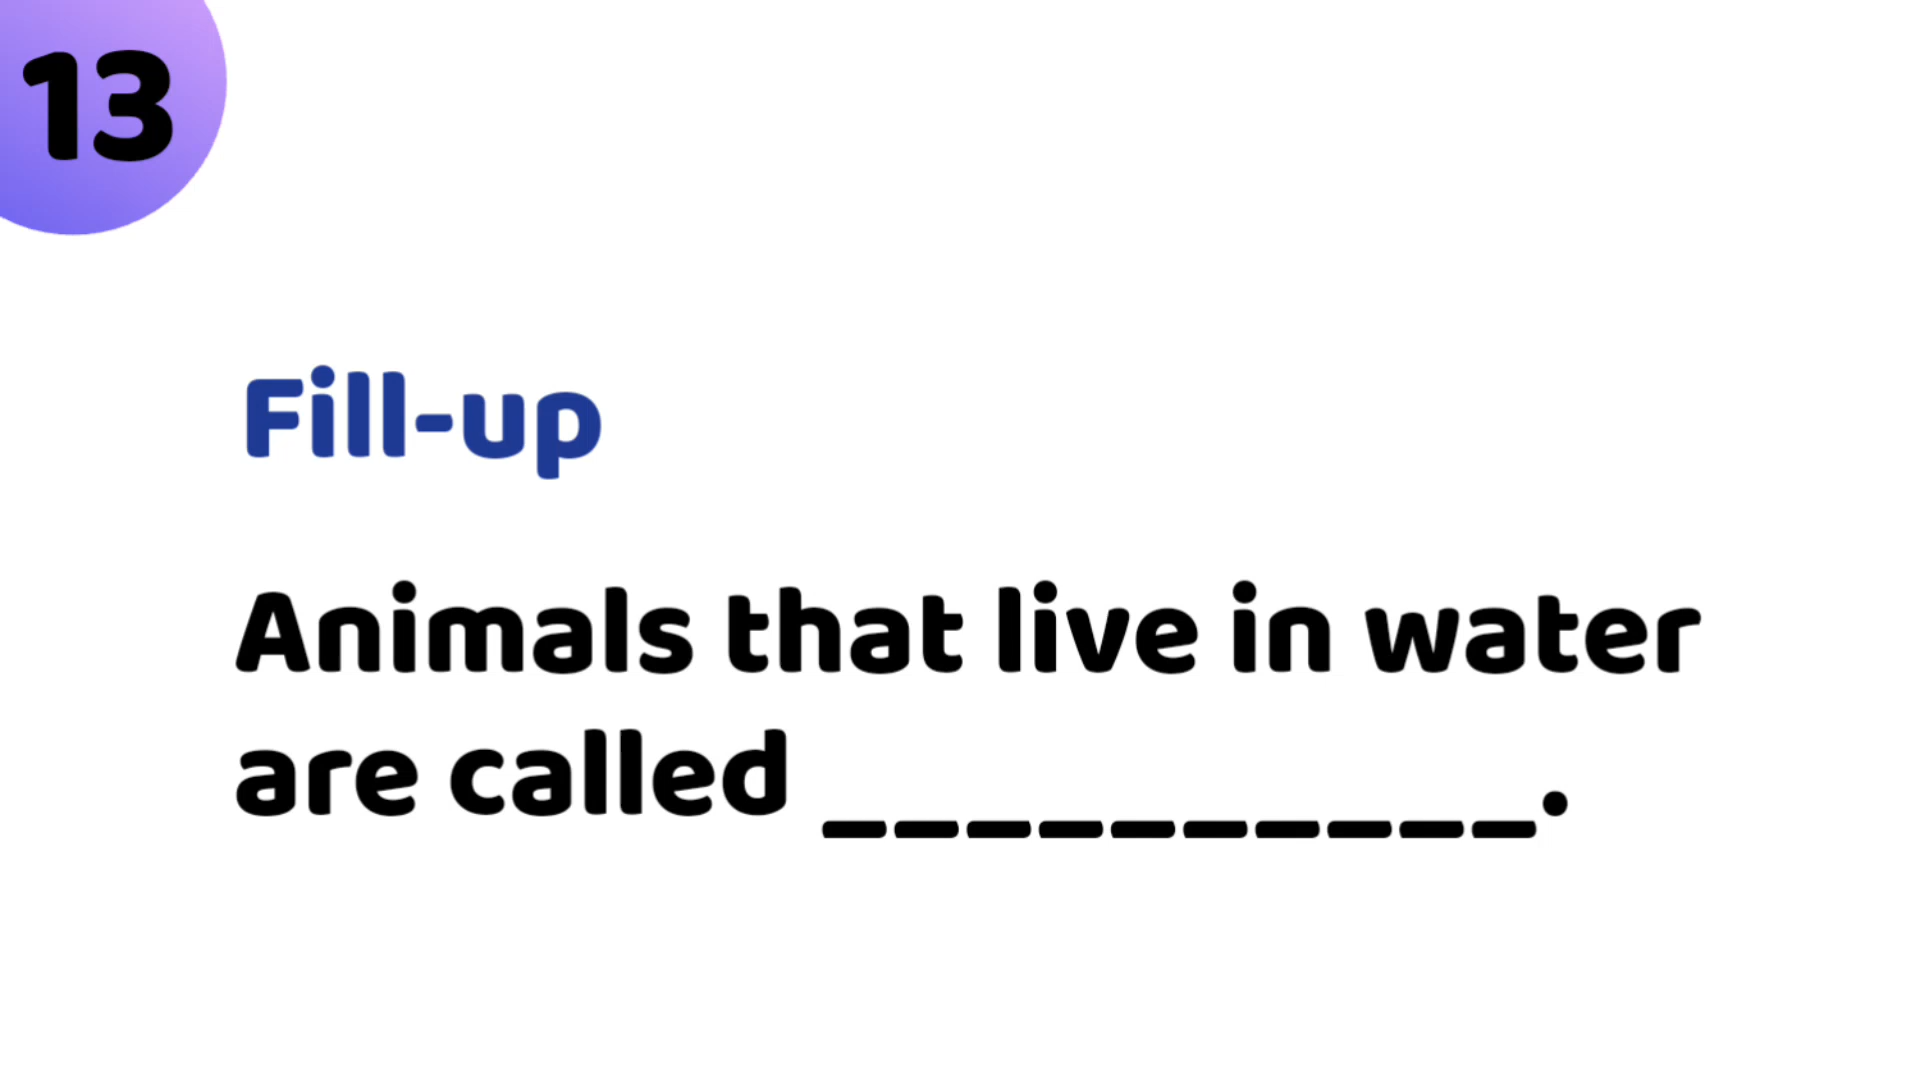 13
Fill-up
Animals that live in water
are called __________.